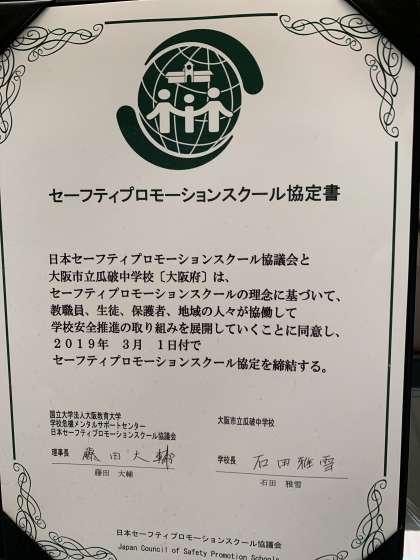 セーフティプロモーションスクール協定書
日本セーフティプロモーションスクール協議会と
大阪市立瓜破中学校〔大阪府〕は、
セーフティプロモーションスクールの理念に基づいて、
教職員、生徒、保護者、地域の人々が協働して
学校安全推進の取り組みを展開していくことに同意し、
2019年 3月 1日付で
セーフティプロモーションスクール協定を締結する。
国立大学法人大阪教育大学
学校危機メンタルサポートセンター
日本セーフティプロモーションスクール協議会
理事長 藤田大輔
藤田 大輔
大阪市立瓜破中学校
学校長 石田雅雪
石田 雅雪
日本セーフティプロモーションスクール協議会
Japan Council of Safety Promotion Schools